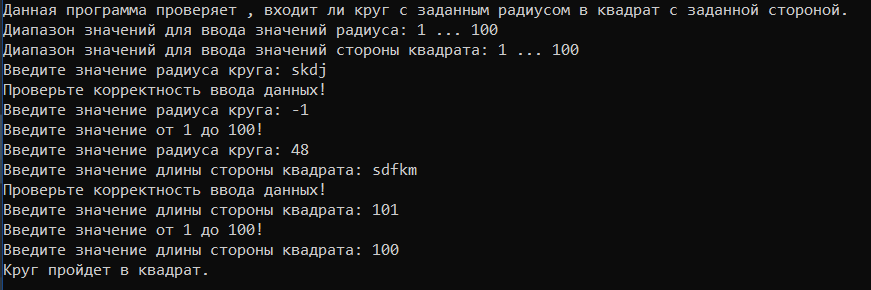 Данная программа проверяет , входит ли круг с заданным радиусом в квадрат с заданной стороной.
Диапазон значений для ввода значений радиуса: 1 ... 100
Диапазон значений для ввода значений стороны квадрата: 1 ... 100
Введите значение радиуса круга: skdj
Проверьте корректность ввода данных!
Введите значение радиуса круга: -1
Введите значение от 1 до 100!
Введите значение радиуса круга: 48
Введите значение длины стороны квадрата: sdfkm
Проверьте корректность ввода данных!
Введите значение длины стороны квадрата: 101
Введите значение от 1 до 100!
Введите значение длины стороны квадрата: 100
Круг пройдет в квадрат.